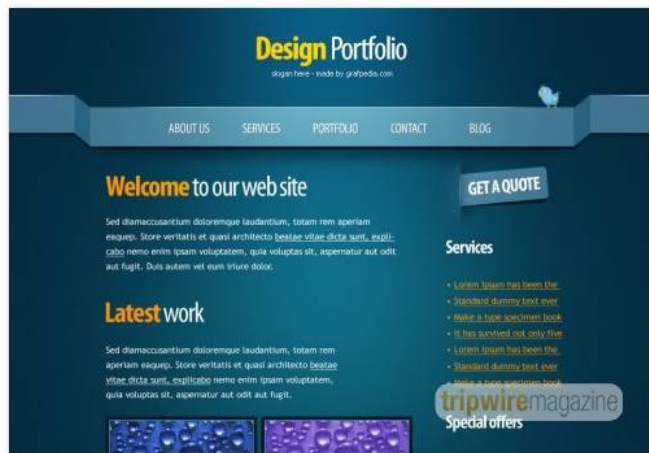 Design Portfolio
slogan here - made by grafpedia.com
ABOUT US SERVICES PORTFOLIO CONTACT BLOG
Welcome to our web site
Sed diamaccusantium doloremque laudantium, totam rem aperiam
eaquep. Store veritatis et quasi architecto beatae vitae dicta sunt, expli-
cabo nemo enim ipsam voluptatem, quia voluptas sit, aspernatur aut odit
aut fugit. Duis autem vel eum iriure dolor.
Latest work
Sed diamaccusantium doloremque laudantium, totam rem
aperiam eaquep. Store veritatis et quasi architecto beatae
vitae dicta sunt, explicabo nemo enim ipsam voluptatem,
quia voluptas sit, aspernatur aut odit aut fugit.
GET A QUOTE
Services
• Lorem Ipsum has been the
• Standard dummy text ever
• Make a type specimen book
• It has survived not only five
• Lorem Ipsum has been the
• Standard dummy text ever
• Make a type specimen book
tripwiremagazine
Special offers